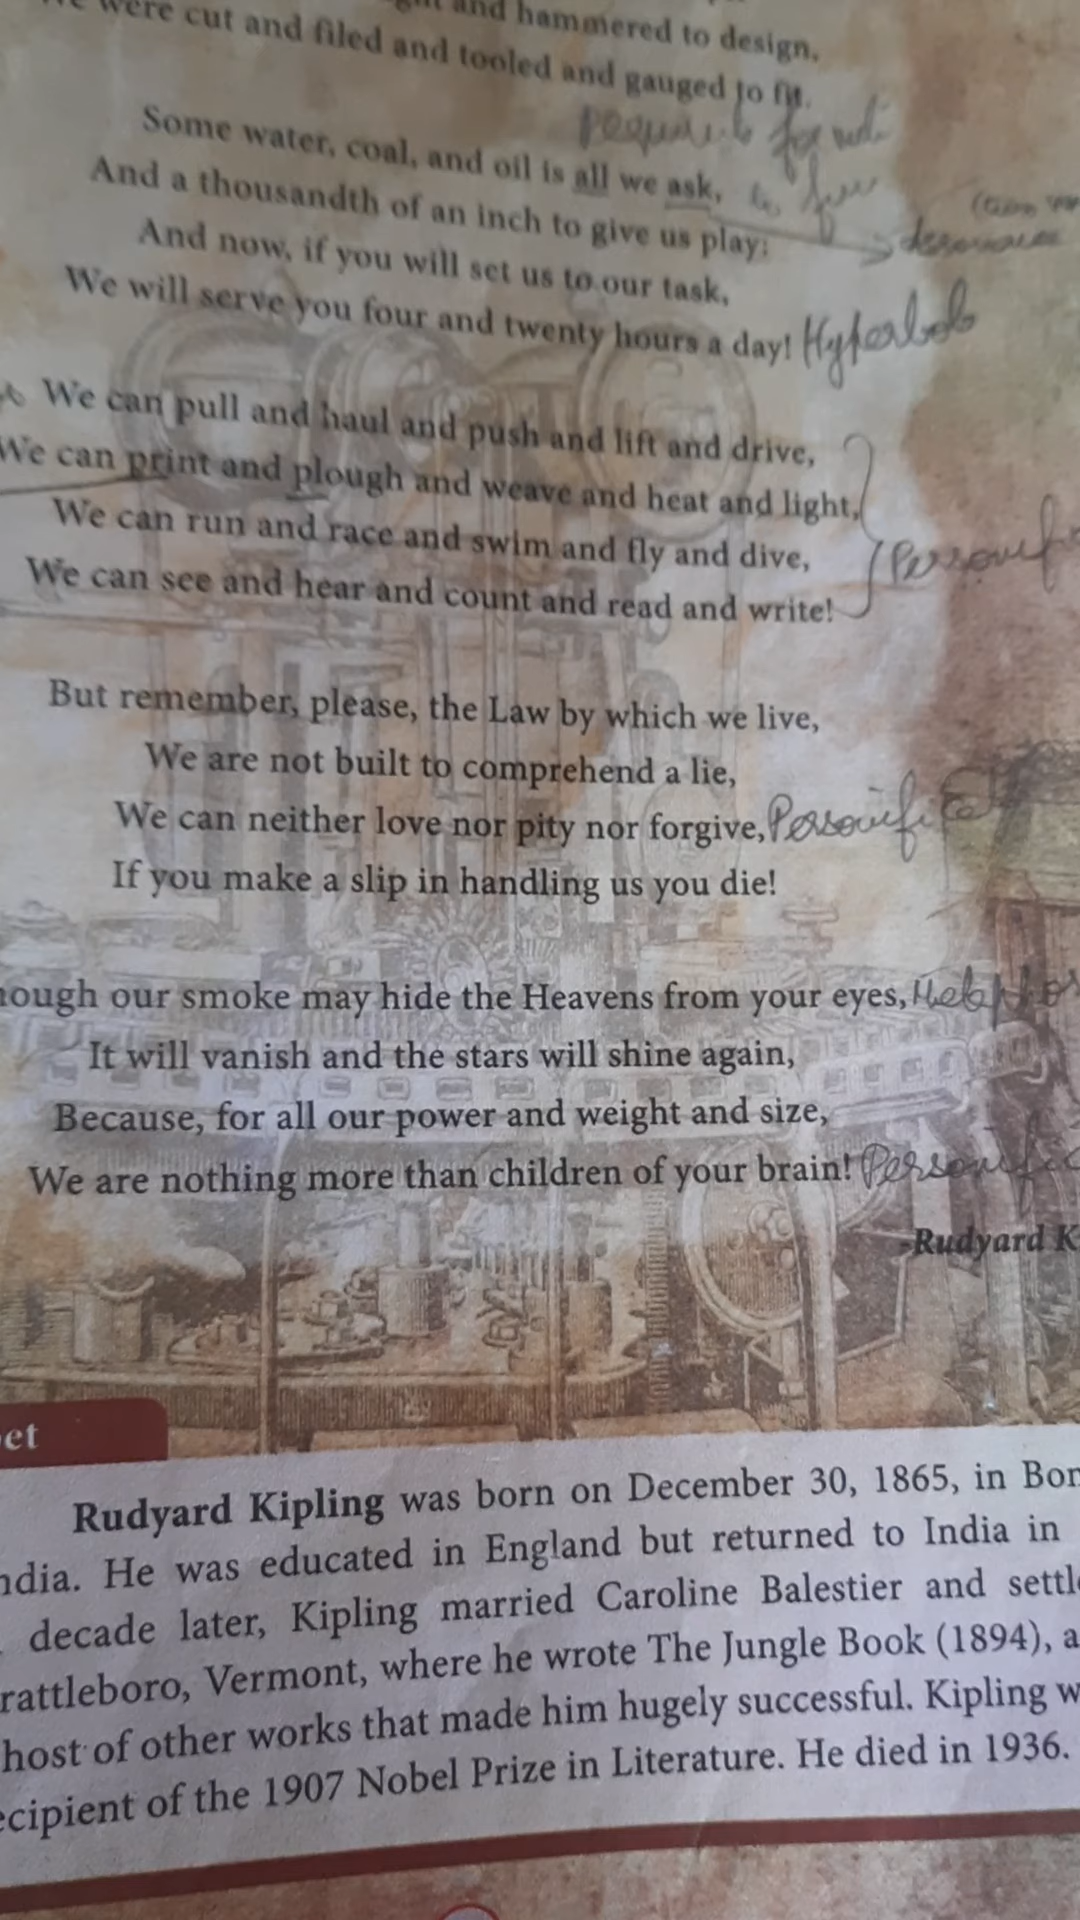 were cut and filed and tooled and gauged to fit.
and hammered to design,
Some water, coal, and oil is all we ask,
And a thousandth of an inch to give us play:
And now, if you will set us to our task,
We will serve you four and twenty hours a day! Hyperbole
We can pull and haul and push and lift and drive,
We can print and plough and weave and heat and light,
We can run and race and swim and fly and dive,
We can see and hear and count and read and write!
But remember, please, the Law by which we live,
We are not built to comprehend a lie,
We can neither love nor pity nor forgive,
If you make a slip in handling us you die!
ough our smoke may hide the Heavens from your eyes, Metaphor
It will vanish and the stars will shine again,
Because, for all our power and weight and size,
We are nothing more than children of your brain! Personific
-Rudyard K
et
Rudyard Kipling was born on December 30, 1865, in Bom
ndia. He was educated in England but returned to India in
decade later, Kipling married Caroline Balestier and settle
rattleboro, Vermont, where he wrote The Jungle Book (1894), a
host of other works that made him hugely successful. Kipling w
ecipient of the 1907 Nobel Prize in Literature. He died in 1936.